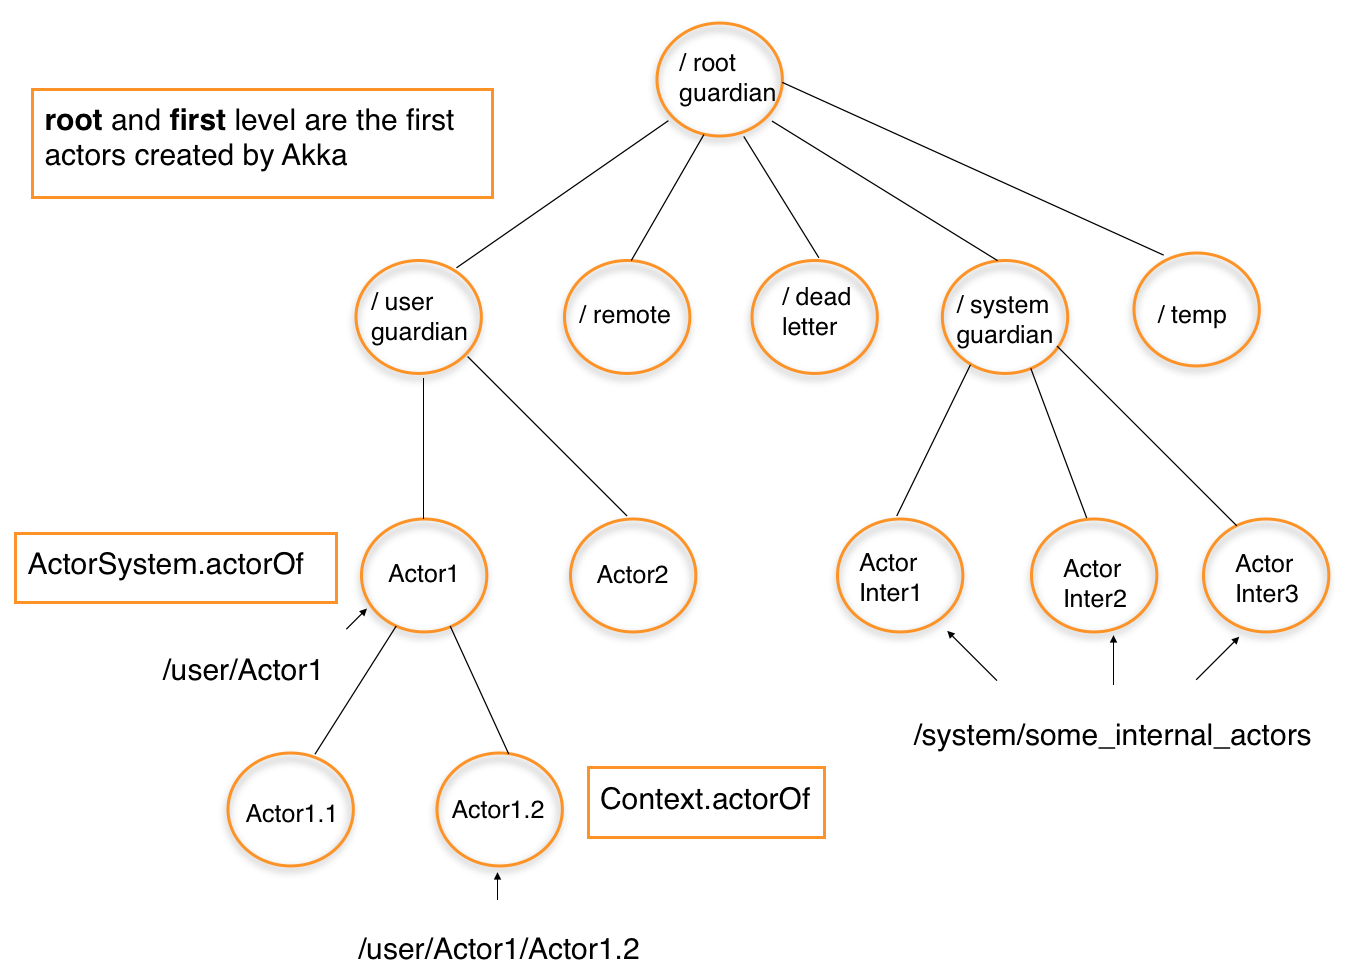 / root
guardian
root and first level are the first
actors created by Akka
/ user
guardian
/ remote
/ dead
letter
/ system
guardian
/ temp
ActorSystem.actorOf
Actor1
Actor2
Actor
Inter1
Actor
Inter2
Actor
Inter3
/user/Actor1
/system/some_internal_actors
Actor1.1
Actor1.2
Context.actorOf
/user/Actor1/Actor1.2